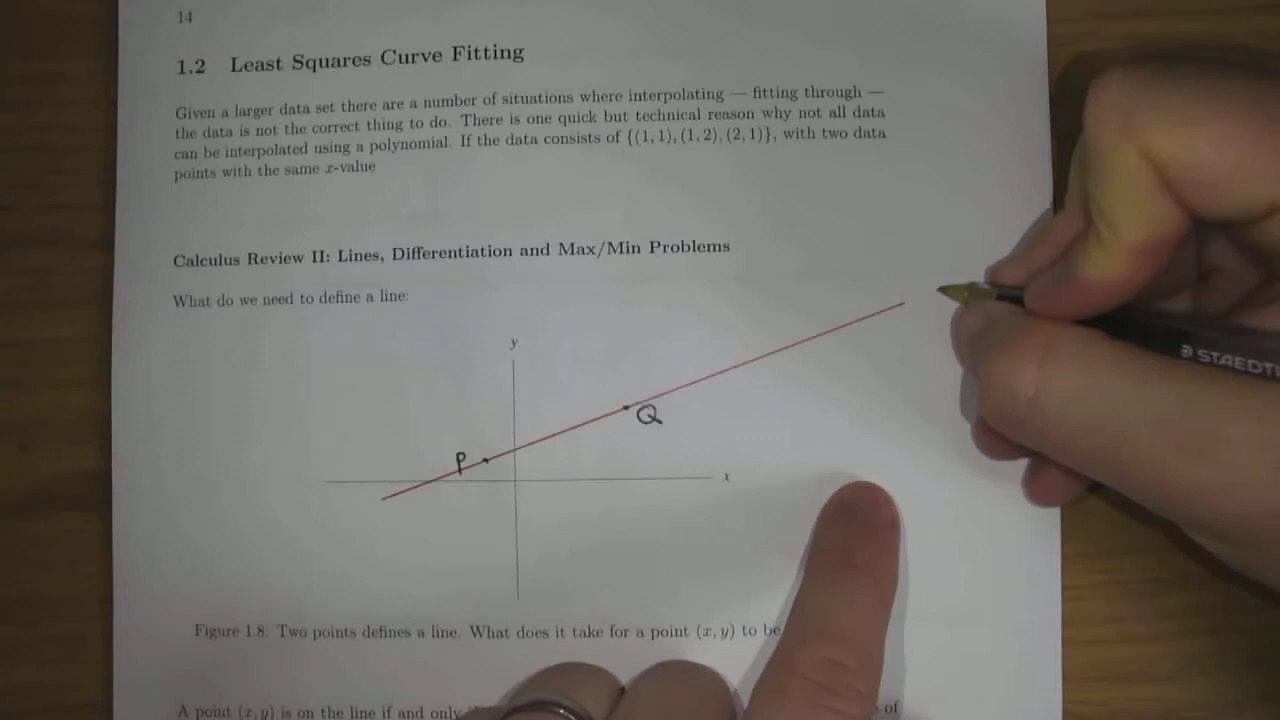 14
1.2 Least Squares Curve Fitting
Given a larger data set there are a number of situations where interpolating — fitting through —
the data is not the correct thing to do. There is one quick but technical reason why not all data
can be interpolated using a polynomial. If the data consists of {(1, 1), (1, 2), (2, 1)}, with two data
points with the same x-value
Calculus Review II: Lines, Differentiation and Max/Min Problems
What do we need to define a line:
y
Q
P
x
STAEDTL
Figure 1.8: Two points defines a line. What does it take for a point (x, y) to be
A point (x, y) is on the line if and only of